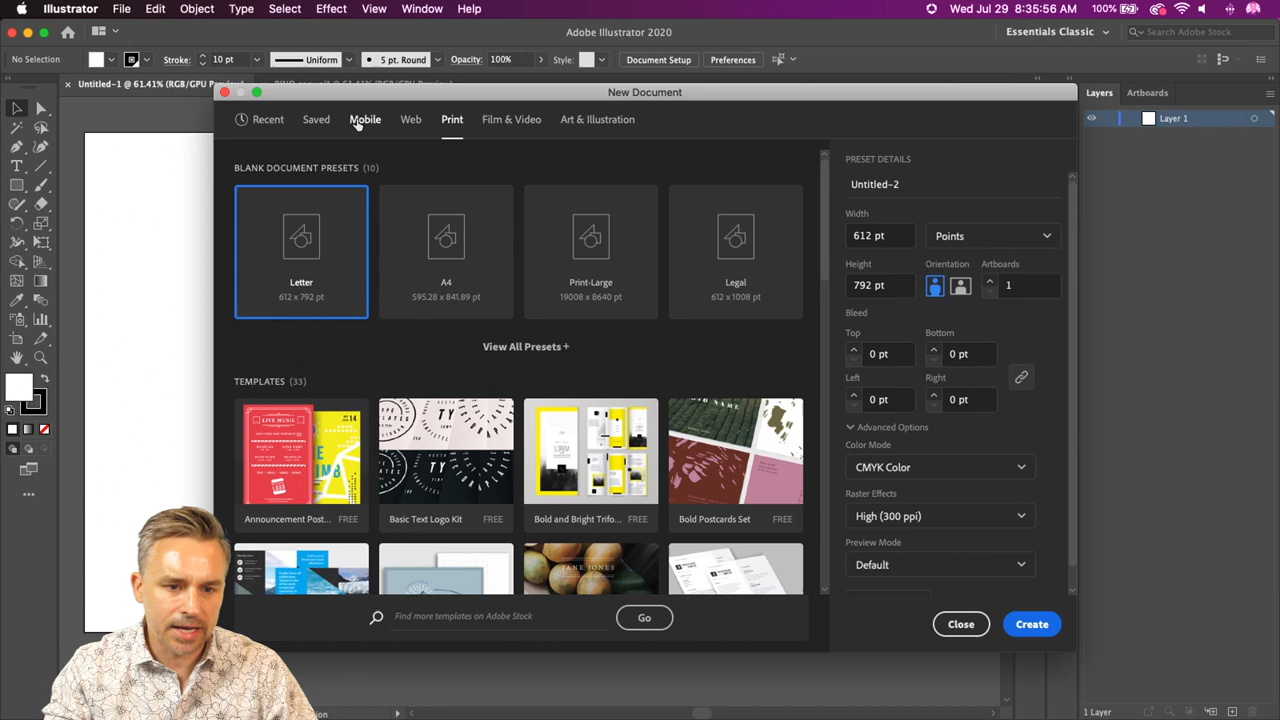 Illustrator File Edit Object Type Select Effect View Window Help 100% Wed Jul 29 8:35:56 AM
Adobe Illustrator 2020 Essentials Classic Search Adobe Stock
No Selection Stroke: 10 pt Uniform 5 pt. Round Opacity: 100% Style: Document Setup Preferences
Untitled-1 @ 61.41% (RGB/GPU Preview)
New Document
Layers Artboards
Layer 1
Recent Saved Mobile Web Print Film & Video Art & Illustration
BLANK DOCUMENT PRESETS (10)
Letter
612 x 792 pt
A4
595.28 x 841.89 pt
Print-Large
19008 x 8640 pt
Legal
612 x 1008 pt
View All Presets +
TEMPLATES (33)
LIVE MUSIC
Announcement Post... FREE
Basic Text Logo Kit FREE
Bold and Bright Trifo... FREE
Bold Postcards Set FREE
JANE JONES
Find more templates on Adobe Stock
Go
PRESET DETAILS
Untitled-2
Width
612 pt Points
Height Orientation Artboards
792 pt 1
Bleed
Top Bottom
0 pt 0 pt
Left Right
0 pt 0 pt
Advanced Options
Color Mode
CMYK Color
Raster Effects
High (300 ppi)
Preview Mode
Default
Close Create
1 Layer